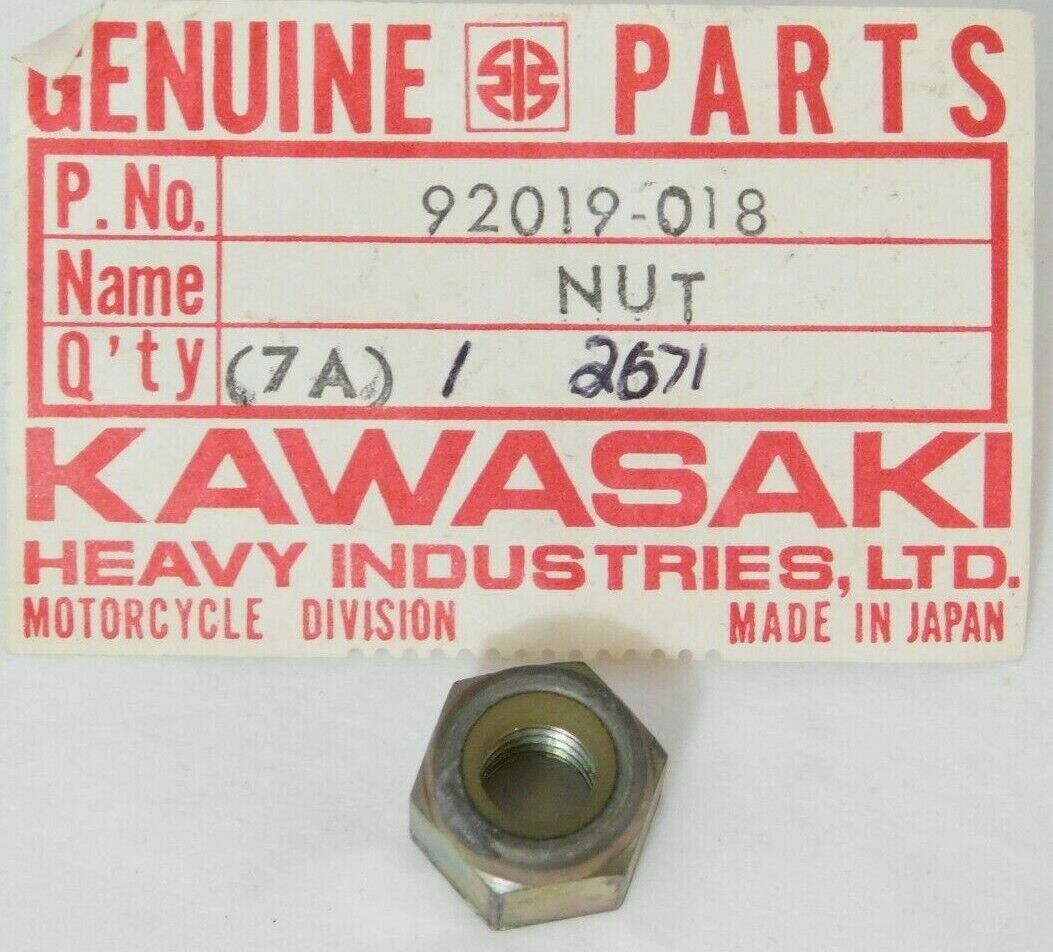 GENUINE PARTS
P. No. 92019-018
Name NUT
Q'ty (7A) 1 2671
KAWASAKI
HEAVY INDUSTRIES, LTD.
MOTORCYCLE DIVISION MADE IN JAPAN